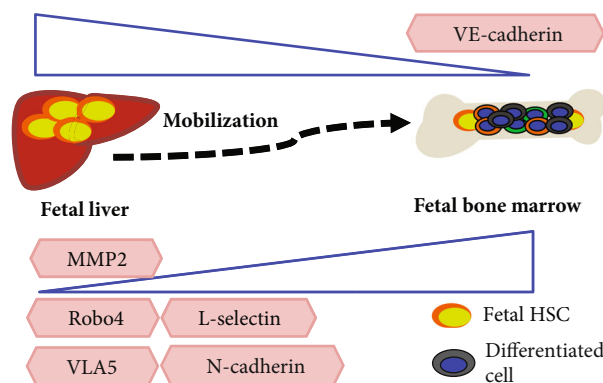 VE-cadherin
Mobilization
Fetal liver
Fetal bone marrow
MMP2
Robo4
L-selectin
VLA5
N-cadherin
Fetal HSC
Differentiated
cell